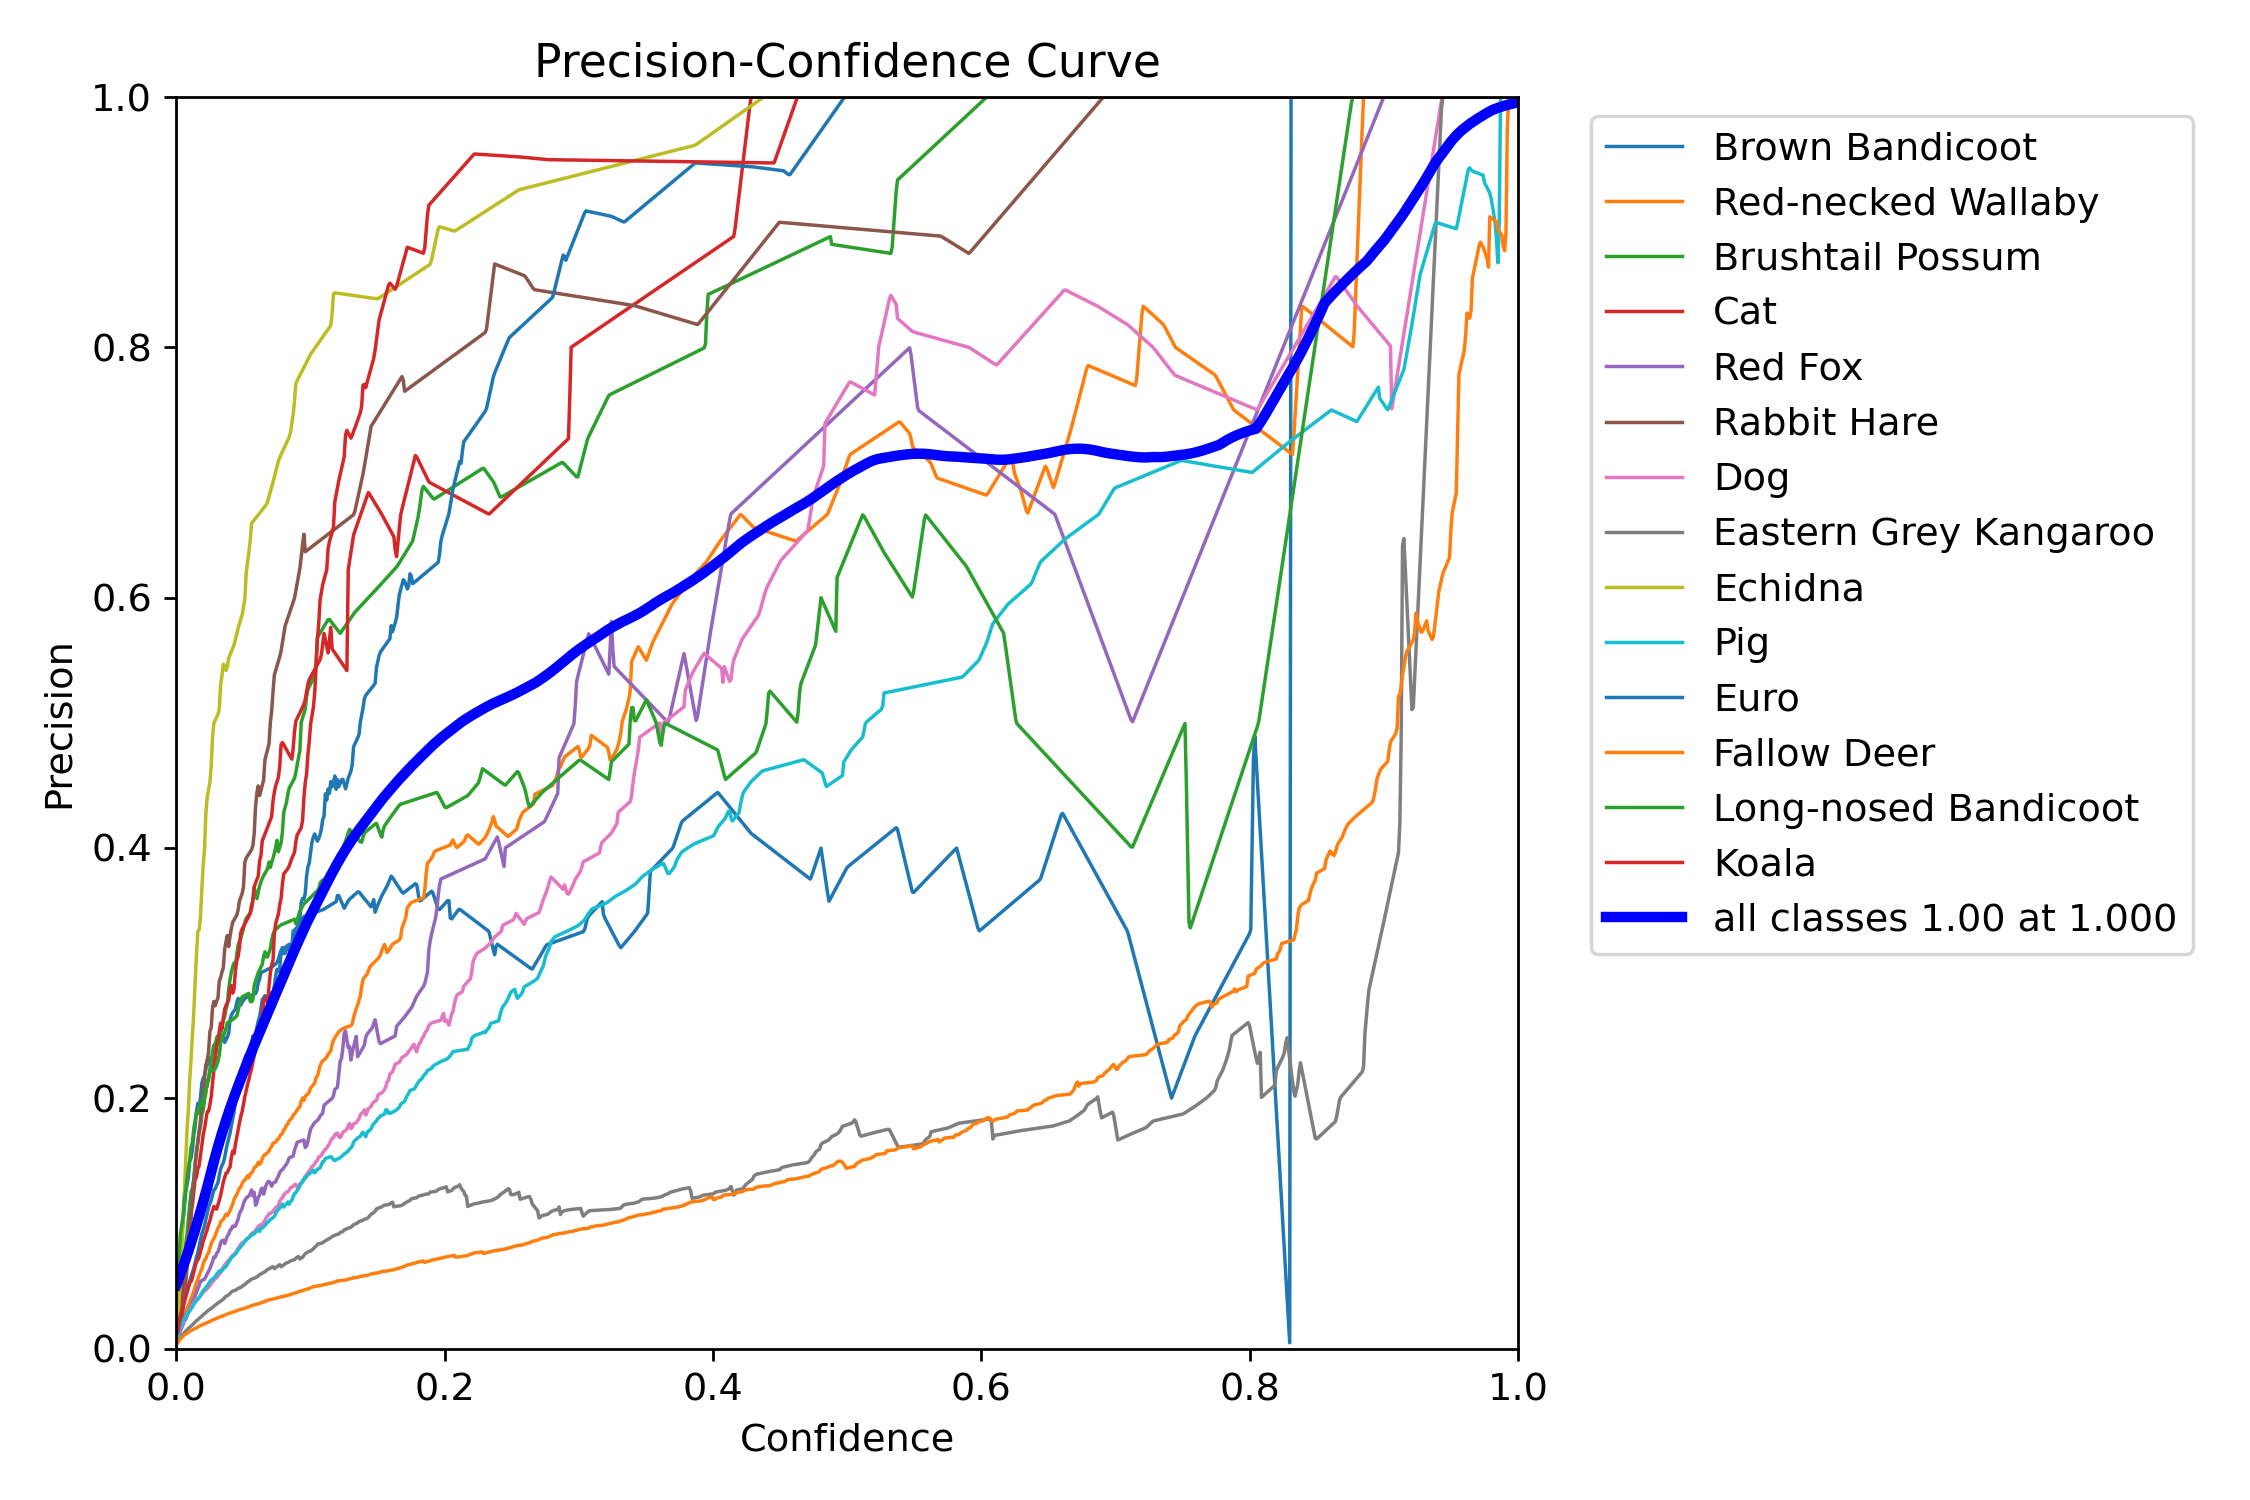 Precision-Confidence Curve
1.0
0.8
0.6
0.4
0.2
0.0
Precision
0.0 0.2 0.4 0.6 0.8 1.0
Confidence
Brown Bandicoot
Red-necked Wallaby
Brushtail Possum
Cat
Red Fox
Rabbit Hare
Dog
Eastern Grey Kangaroo
Echidna
Pig
Euro
Fallow Deer
Long-nosed Bandicoot
Koala
all classes 1.00 at 1.000